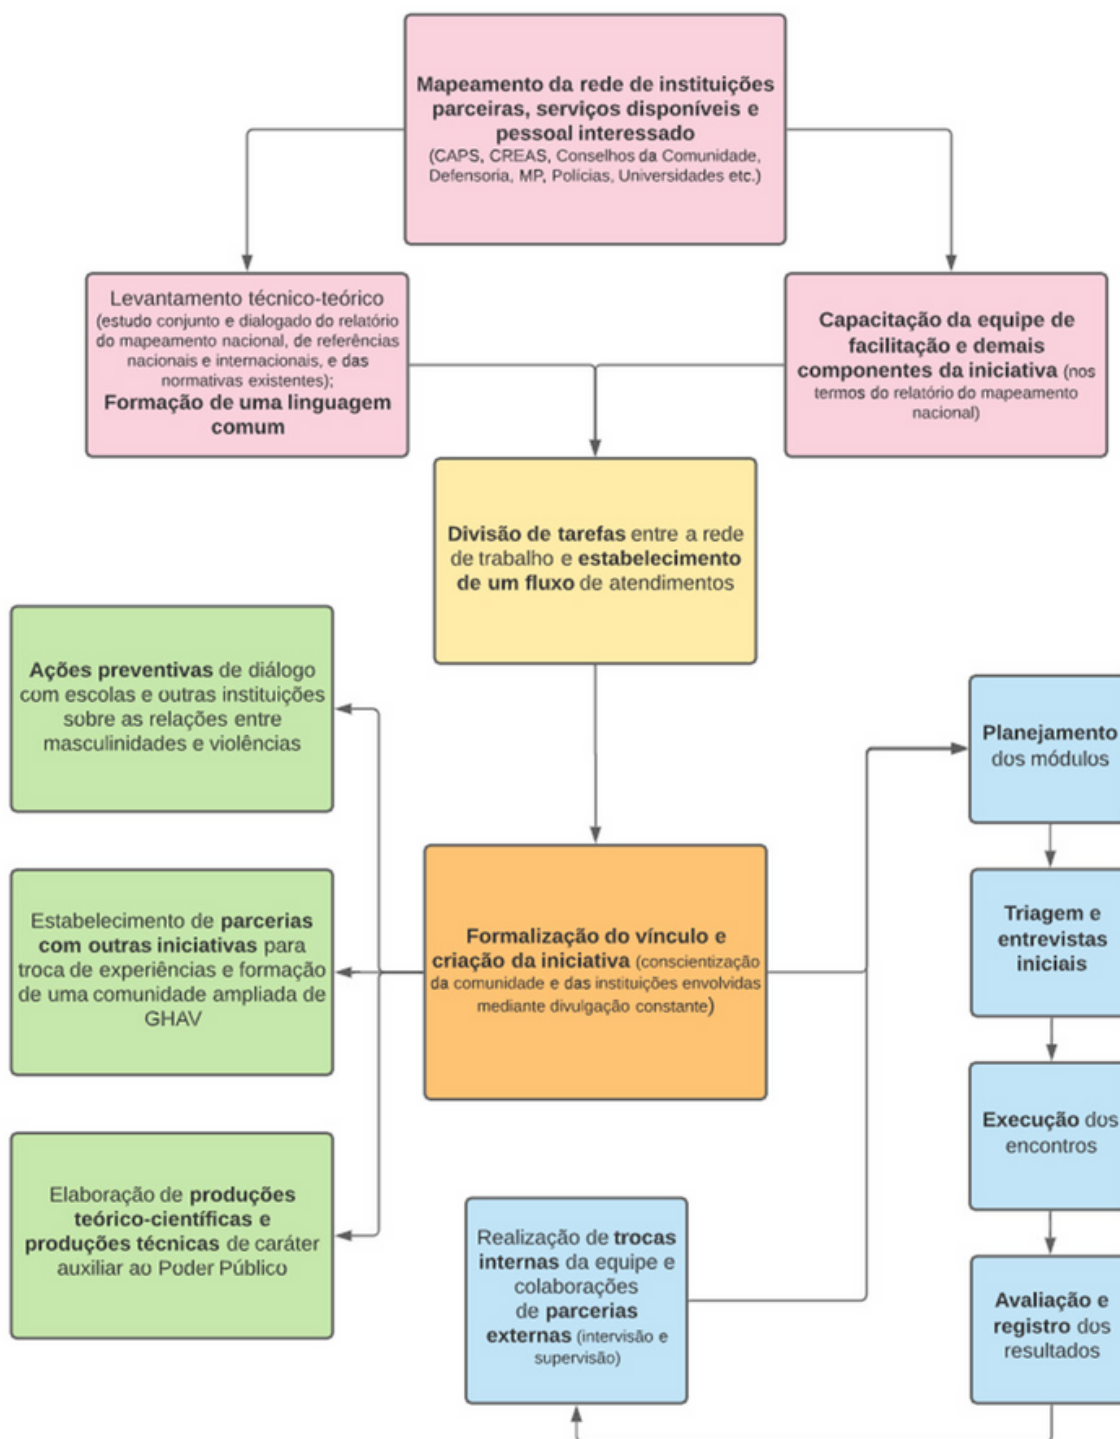 Mapeamento da rede de instituições
parceiras, serviços disponíveis e
pessoal interessado
(CAPS, CREAS, Conselhos da Comunidade,
Defensoria, MP, Polícias, Universidades etc.)
Levantamento técnico-teórico
(estudo conjunto e dialogado do relatório
do mapeamento nacional, de referências
nacionais e internacionais, e das
normativas existentes);
Formação de uma linguagem
comum
Capacitação da equipe de
facilitação e demais
componentes da iniciativa (nos
termos do relatório do mapeamento
nacional)
Divisão de tarefas entre a rede
de trabalho e estabelecimento
de um fluxo de atendimentos
Ações preventivas de diálogo
com escolas e outras instituições
sobre as relações entre
masculinidades e violências
Estabelecimento de parcerias
com outras iniciativas para
troca de experiências e formação
de uma comunidade ampliada de
GHAV
Elaboração de produções
teórico-científicas e
produções técnicas de caráter
auxiliar ao Poder Público
Formalização do vínculo e
criação da iniciativa (conscientização
da comunidade e das instituições envolvidas
mediante divulgação constante)
Planejamento
dos módulos
Triagem e
entrevistas
iniciais
Execução dos
encontros
Avaliação e
registro dos
resultados
Realização de trocas
internas da equipe e
colaborações
de parcerias
externas (intervisão e
supervisão)